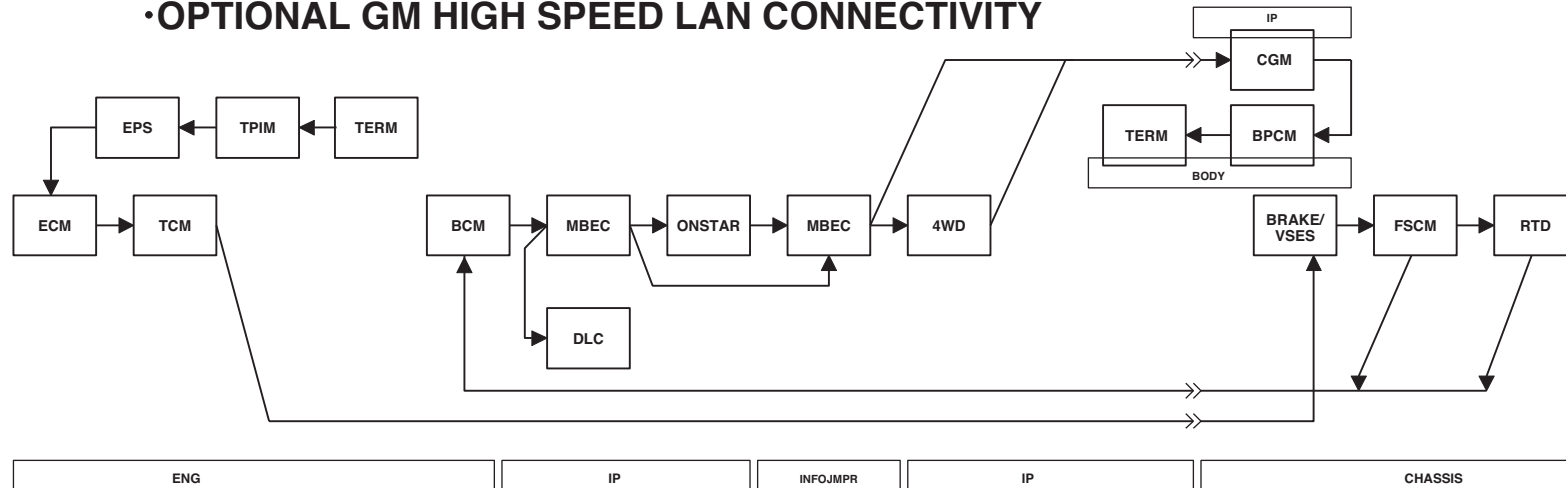 ·OPTIONAL GM HIGH SPEED LAN CONNECTIVITY
IP
CGM
EPS
TPIM
TERM
TERM
BPCM
BODY
ECM
TCM
BCM
MBEC
ONSTAR
MBEC
4WD
BRAKE/
VSES
FSCM
RTD
DLC
ENG
IP
INFOJMPR
IP
CHASSIS